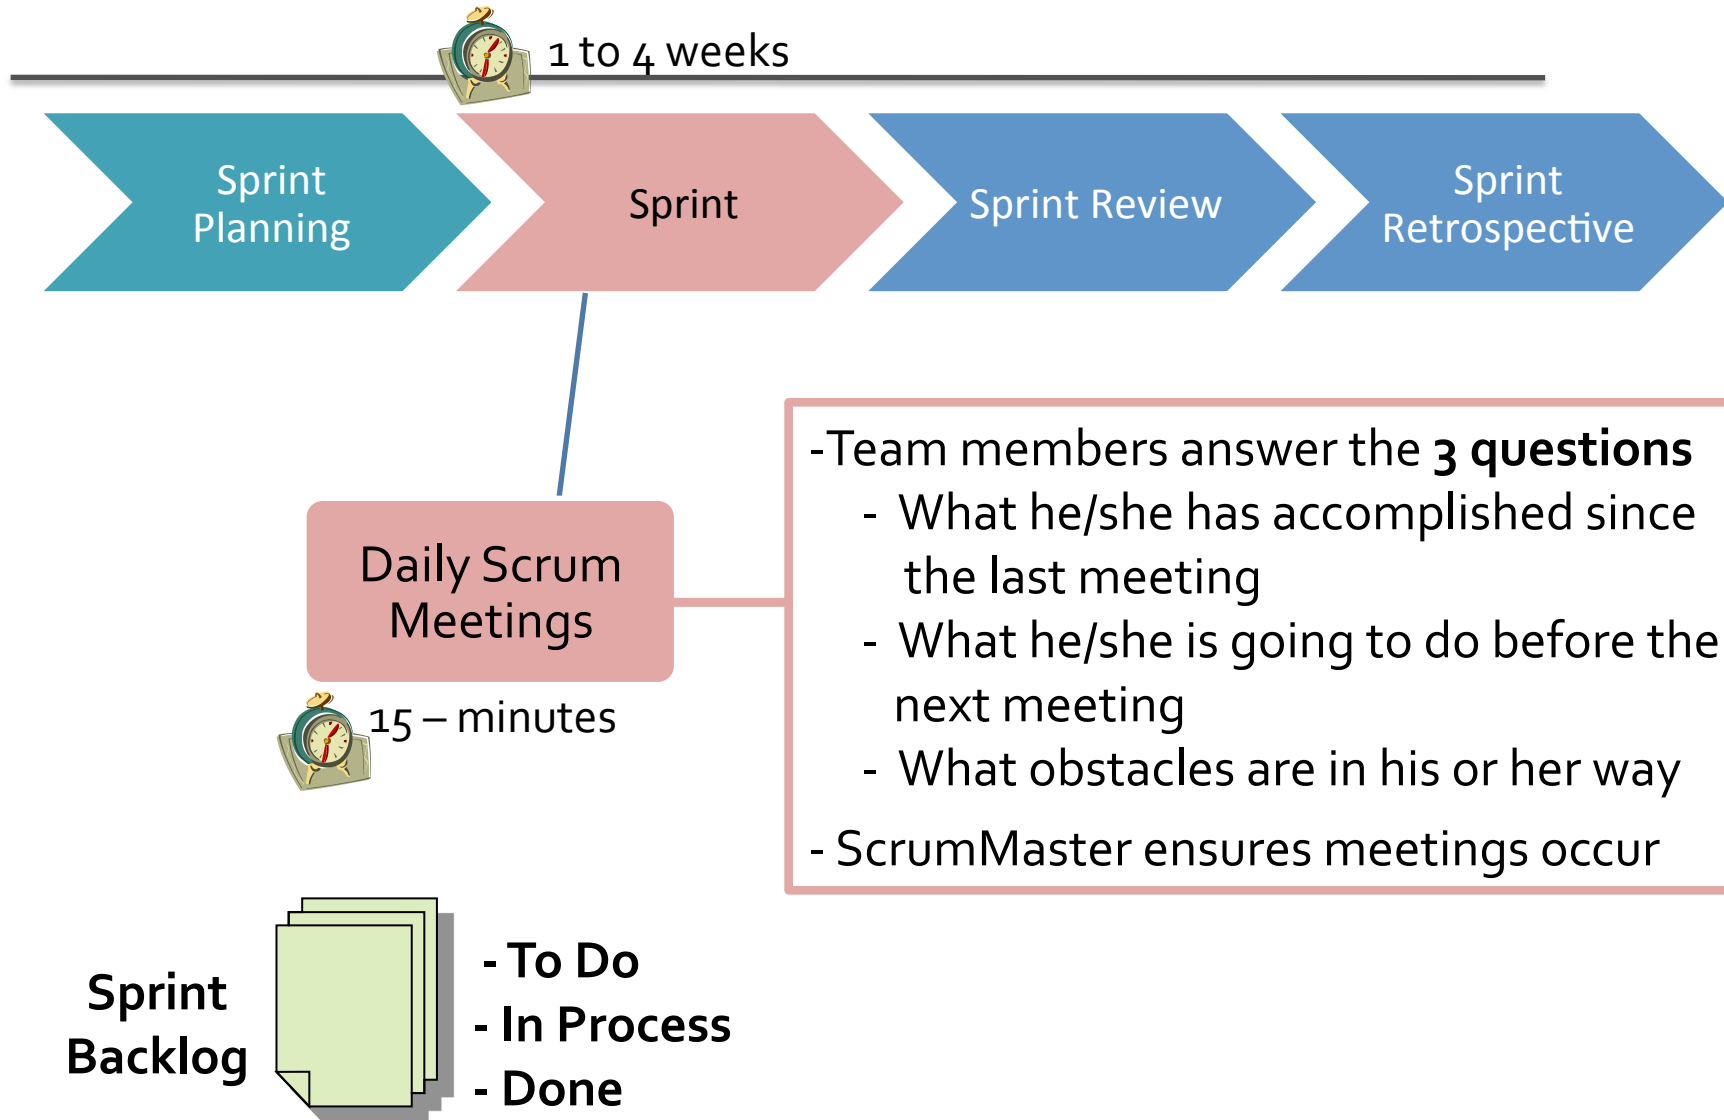 1 to 4 weeks
Sprint
Planning
Sprint
Sprint Review
Sprint
Retrospective
Daily Scrum
Meetings
15 – minutes
-Team members answer the 3 questions
- What he/she has accomplished since
the last meeting
- What he/she is going to do before the
next meeting
- What obstacles are in his or her way
- ScrumMaster ensures meetings occur
Sprint
Backlog
- To Do
- In Process
- Done